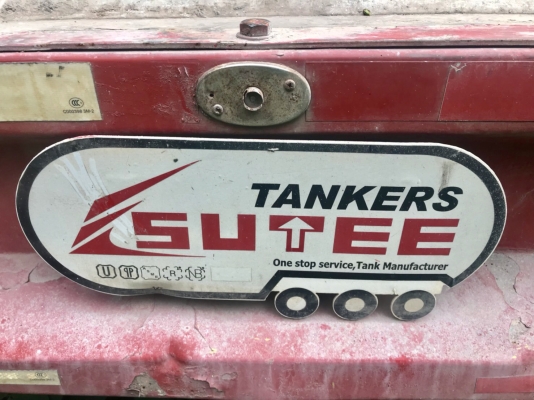 TANKERS
SUTEE
One stop service,Tank Manufacturer